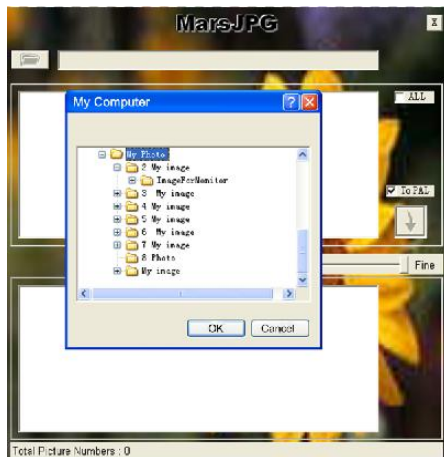 MarsJPG
X
My Computer
ALL
My Photo
2 My image
ImageForMonitor
3 My image
4 My image
5 My image
6 My image
7 My image
8 Photo
My image
To PAL
Fine
OK
Cancel
Total Picture Numbers : 0